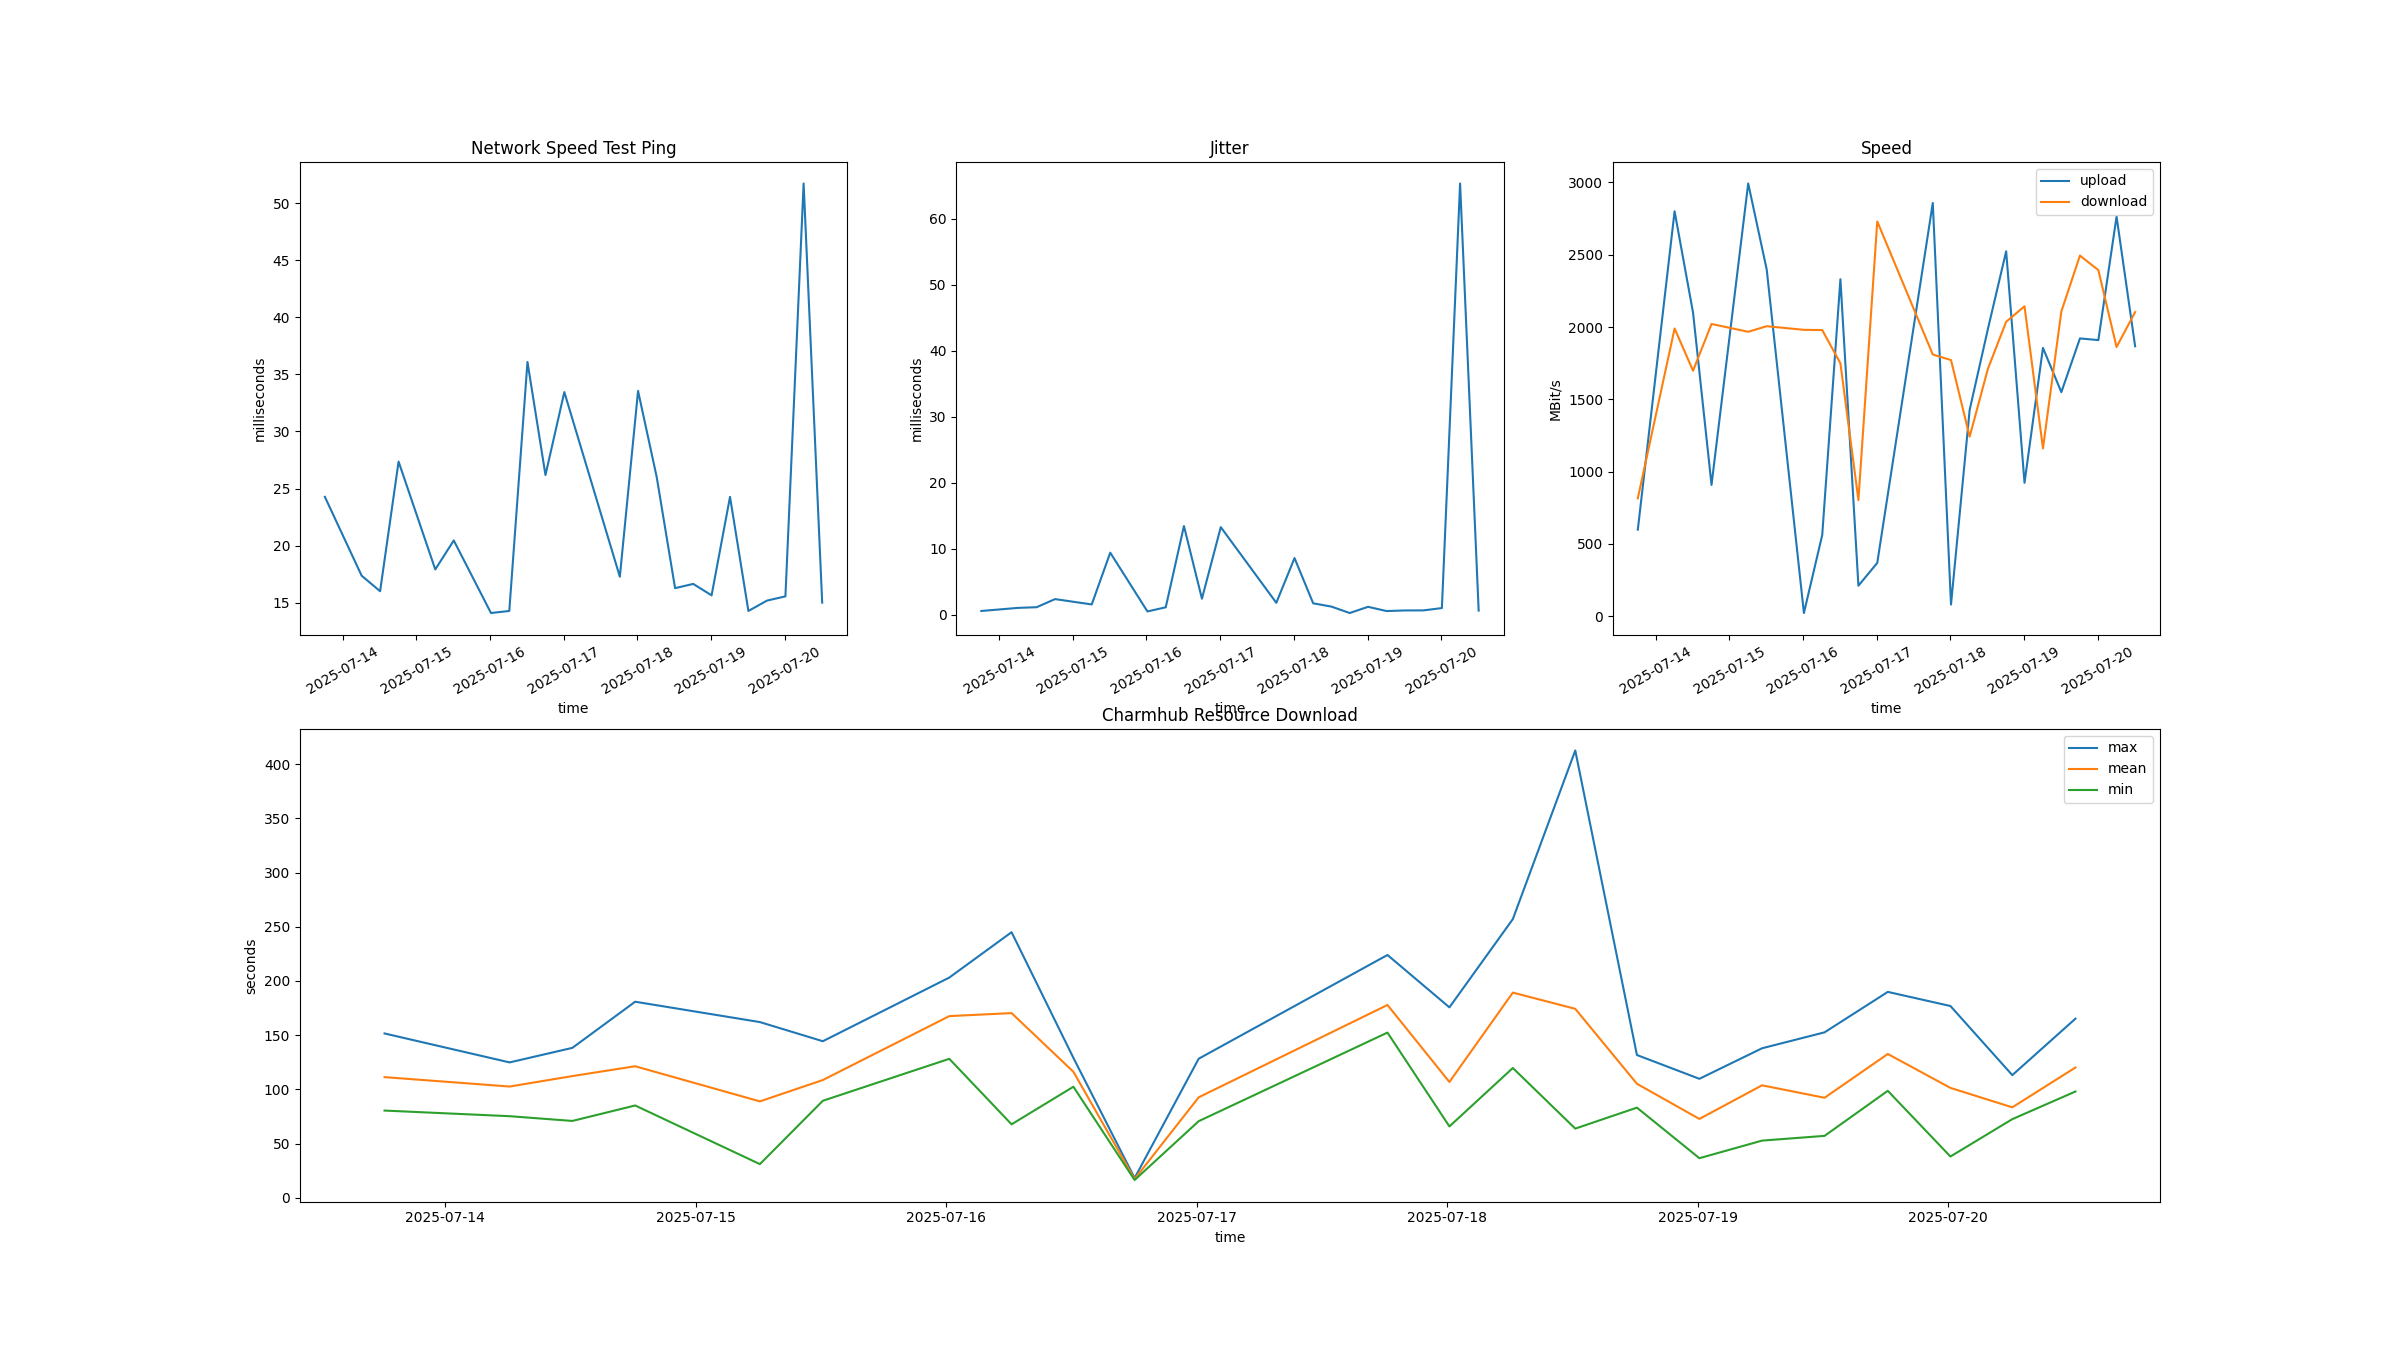 Network Speed Test Ping
50
45
40
35
30
25
20
15
milliseconds
2025-07-14 2025-07-15 2025-07-16 2025-07-17 2025-07-18 2025-07-19 2025-07-20
time
Jitter
60
50
40
30
20
10
0
milliseconds
2025-07-14 2025-07-15 2025-07-16 2025-07-17 2025-07-18 2025-07-19 2025-07-20
time
Speed
upload
download
3000
2500
2000
1500
1000
500
0
MBit/s
2025-07-14 2025-07-15 2025-07-16 2025-07-17 2025-07-18 2025-07-19 2025-07-20
time
Charmhub Resource Download
max
mean
min
400
350
300
250
200
150
100
50
0
seconds
2025-07-14 2025-07-15 2025-07-16 2025-07-17 2025-07-18 2025-07-19 2025-07-20
time